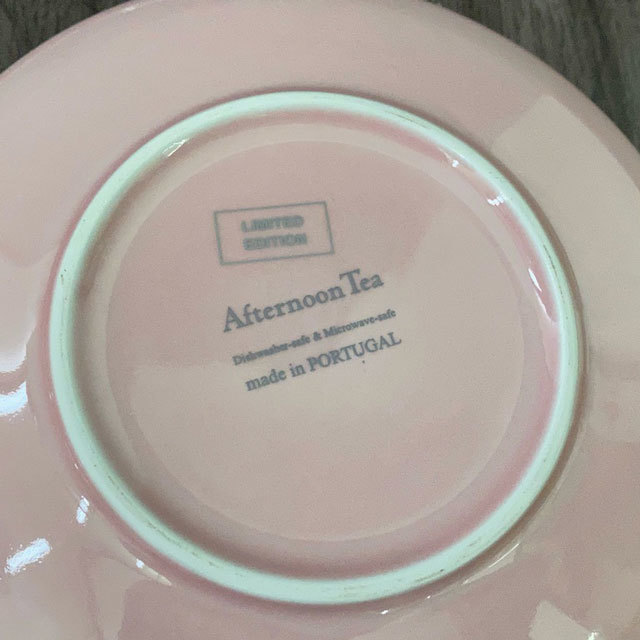 LIMITED
EDITION
Afternoon Tea
Dishwasher-safe & Microwave-safe
made in PORTUGAL